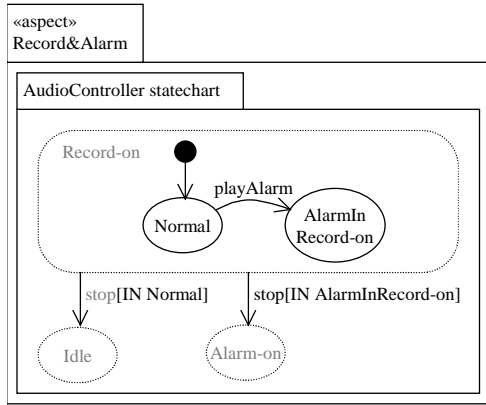 «aspect»
Record&Alarm
AudioController statechart
Record-on
playAlarm
Normal
AlarmIn
Record-on
stop[IN Normal]
stop[IN AlarmInRecord-on]
Idle
Alarm-on